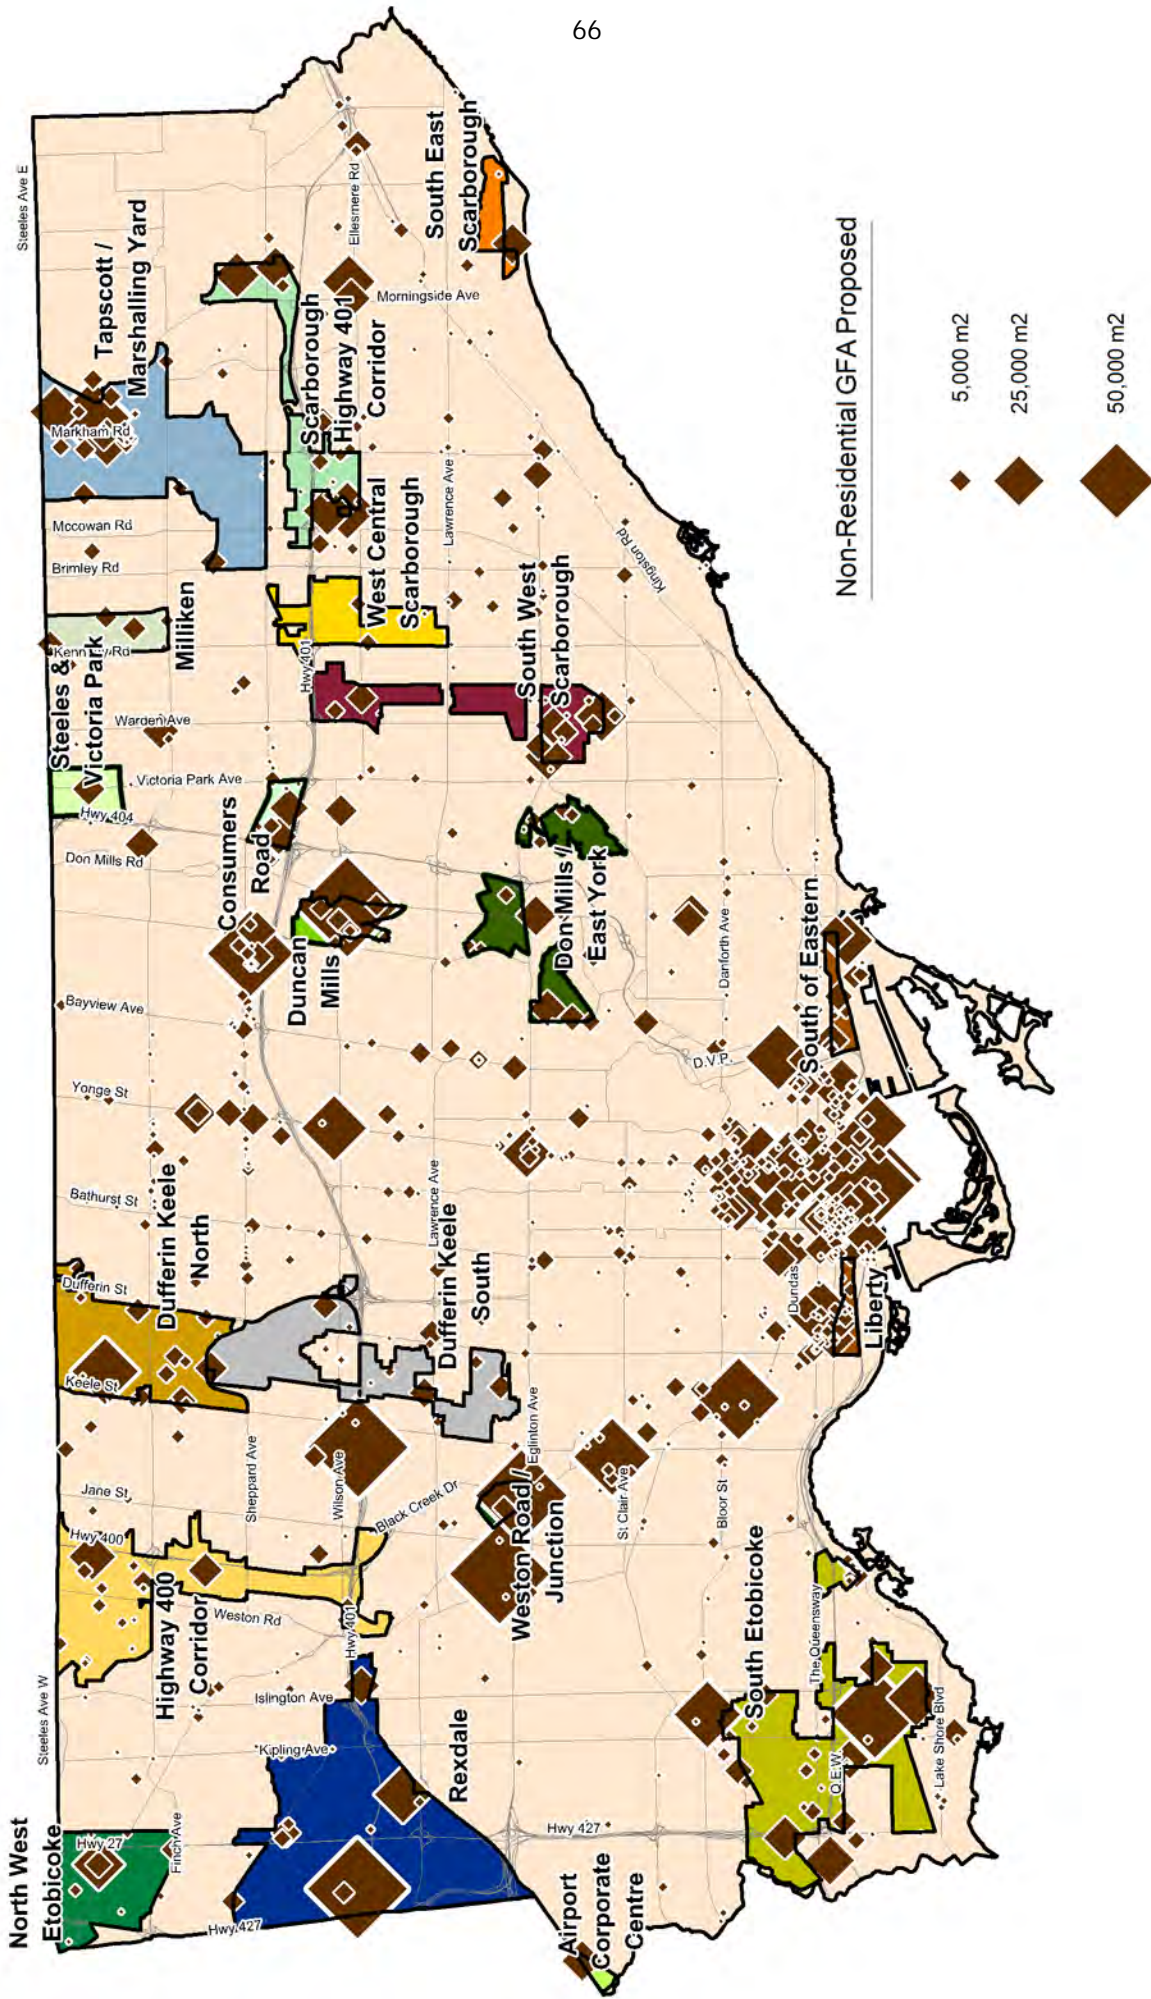 66
Steeles Ave E
Tapscott /
Marshalling Yard
Markham Rd
Mccowan Rd
Brimley Rd
Milliken
Steeles &
Victoria Park
Warden Ave
Victoria Park Ave
Hwy 404
Don Mills Rd
Consumers
Road
Duncan
Mills
Bayview Ave
Yonge St
Bathurst St
Dufferin Keele
North
Dufferin St
Keele St
Sheppard Ave
Jane St
Hwy 400
Highway 400
Corridor
Weston Rd
Steeles Ave W
Islington Ave
Kipling Ave
North West
Etobicoke
Hwy 27
Finch Ave
Hwy 427
Ellesmere Rd
Morningside Ave
Scarborough
Highway 401
Corridor
South East
Scarborough
West Central
Scarborough
Lawrence Ave
Hwy 401
South West
Scarborough
Kingston Rd
Don Mills /
East York
Danforth Ave
D.V.P.
South of Eastern
Lawrence Ave
Dufferin Keele
South
Wilson Ave
Black Creek Dr
Eglinton Ave
Weston Road /
Junction
St Clair Ave
Bloor St
Dundas
Liberty
Hwy 401
Rexdale
Hwy 427
Airport
Corporate
Centre
South Etobicoke
The Queensway
Q.E.W.
Lake Shore Blvd
Non-Residential GFA Proposed
5,000 m2
25,000 m2
50,000 m2